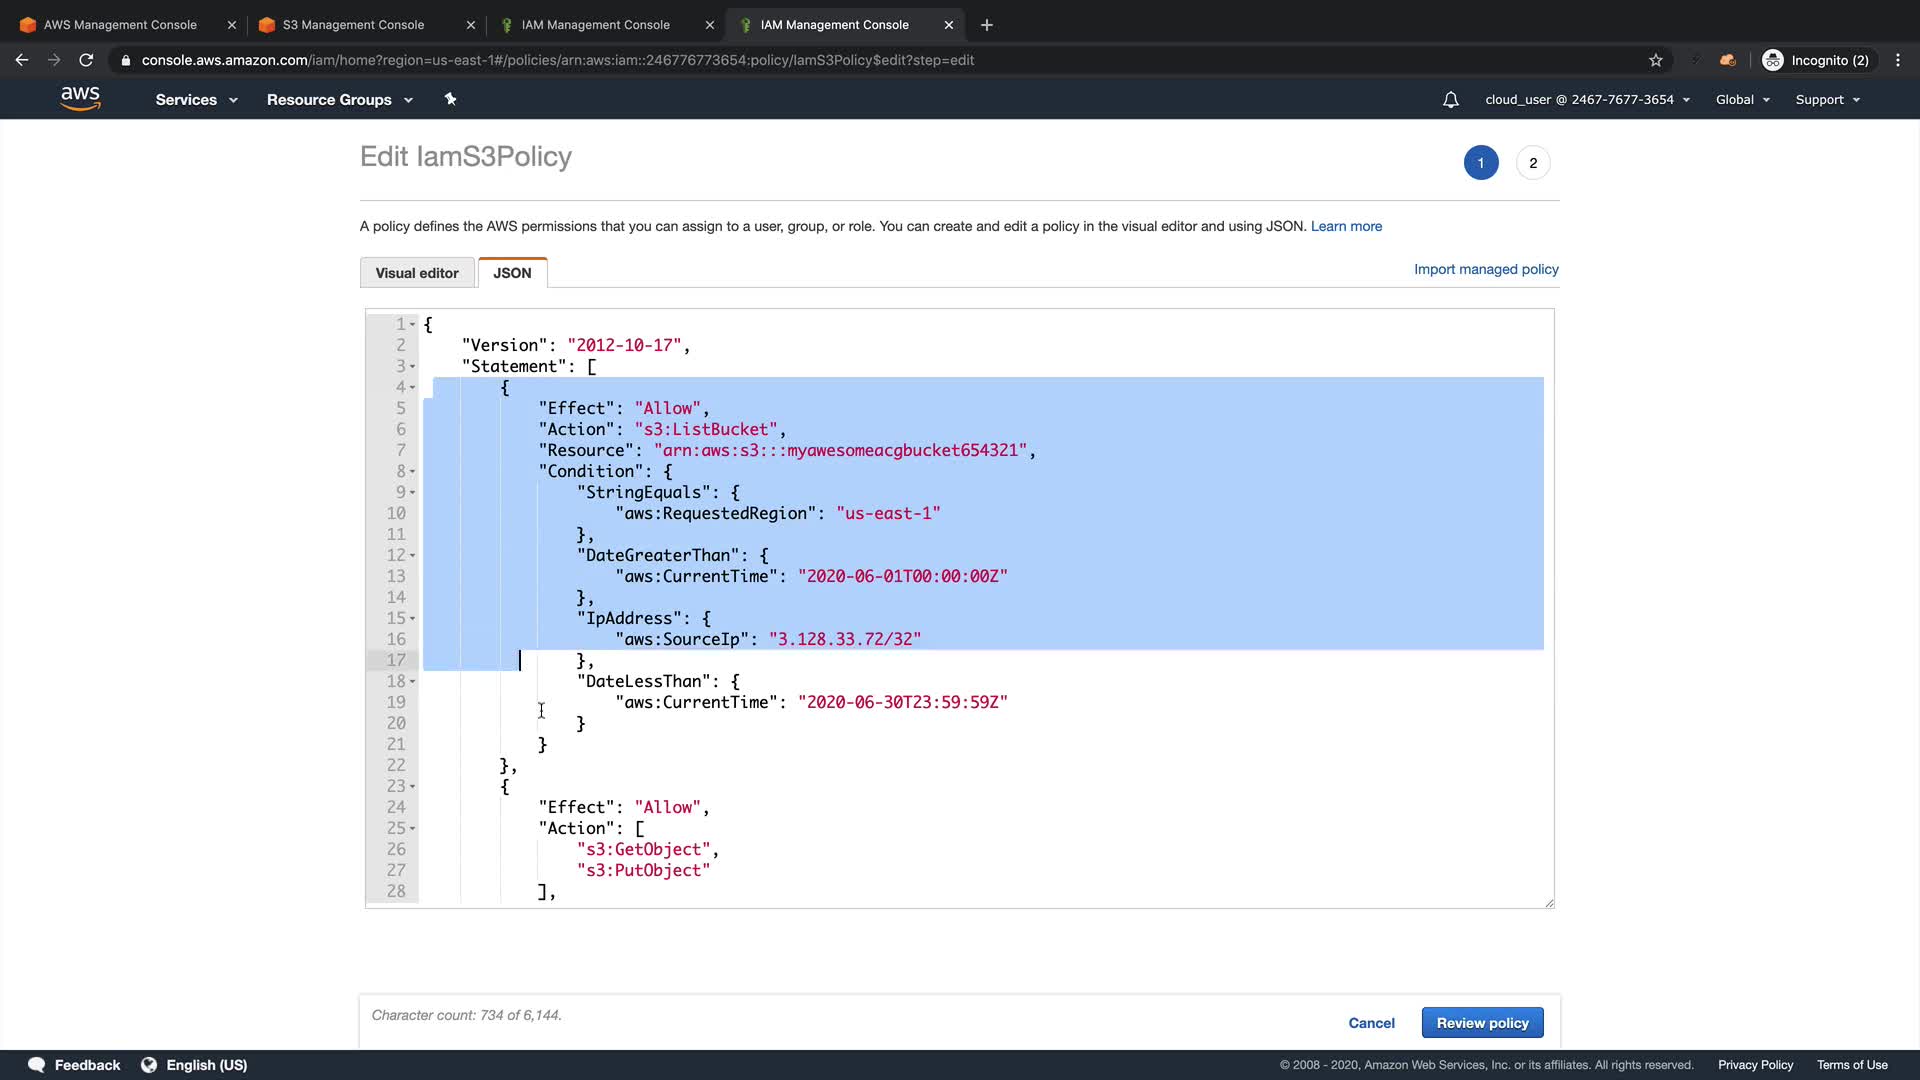 AWS Management Console
S3 Management Console
IAM Management Console
IAM Management Console
console.aws.amazon.com/iam/home?region=us-east-1#/policies/arn:aws:iam::246776773654:policy/IamS3Policy$edit?step=edit
Incognito (2)
aws
Services
Resource Groups
cloud_user @ 2467-7677-3654
Global
Support
Edit IamS3Policy
1
2
A policy defines the AWS permissions that you can assign to a user, group, or role. You can create and edit a policy in the visual editor and using JSON. Learn more
Visual editor
JSON
Import managed policy
1 {
2 "Version": "2012-10-17",
3 "Statement": [
4 {
5 "Effect": "Allow",
6 "Action": "s3:ListBucket",
7 "Resource": "arn:aws:s3:::myawesomeacgbucket654321",
8 "Condition": {
9 "StringEquals": {
10 "aws:RequestedRegion": "us-east-1"
11 },
12 "DateGreaterThan": {
13 "aws:CurrentTime": "2020-06-01T00:00:00Z"
14 },
15 "IpAddress": {
16 "aws:SourceIp": "3.128.33.72/32"
17 },
18 "DateLessThan": {
19 "aws:CurrentTime": "2020-06-30T23:59:59Z"
20 }
21 }
22 },
23 {
24 "Effect": "Allow",
25 "Action": [
26 "s3:GetObject",
27 "s3:PutObject"
28 ],
Character count: 734 of 6,144.
Cancel
Review policy
Feedback
English (US)
© 2008 - 2020, Amazon Web Services, Inc. or its affiliates. All rights reserved.
Privacy Policy
Terms of Use